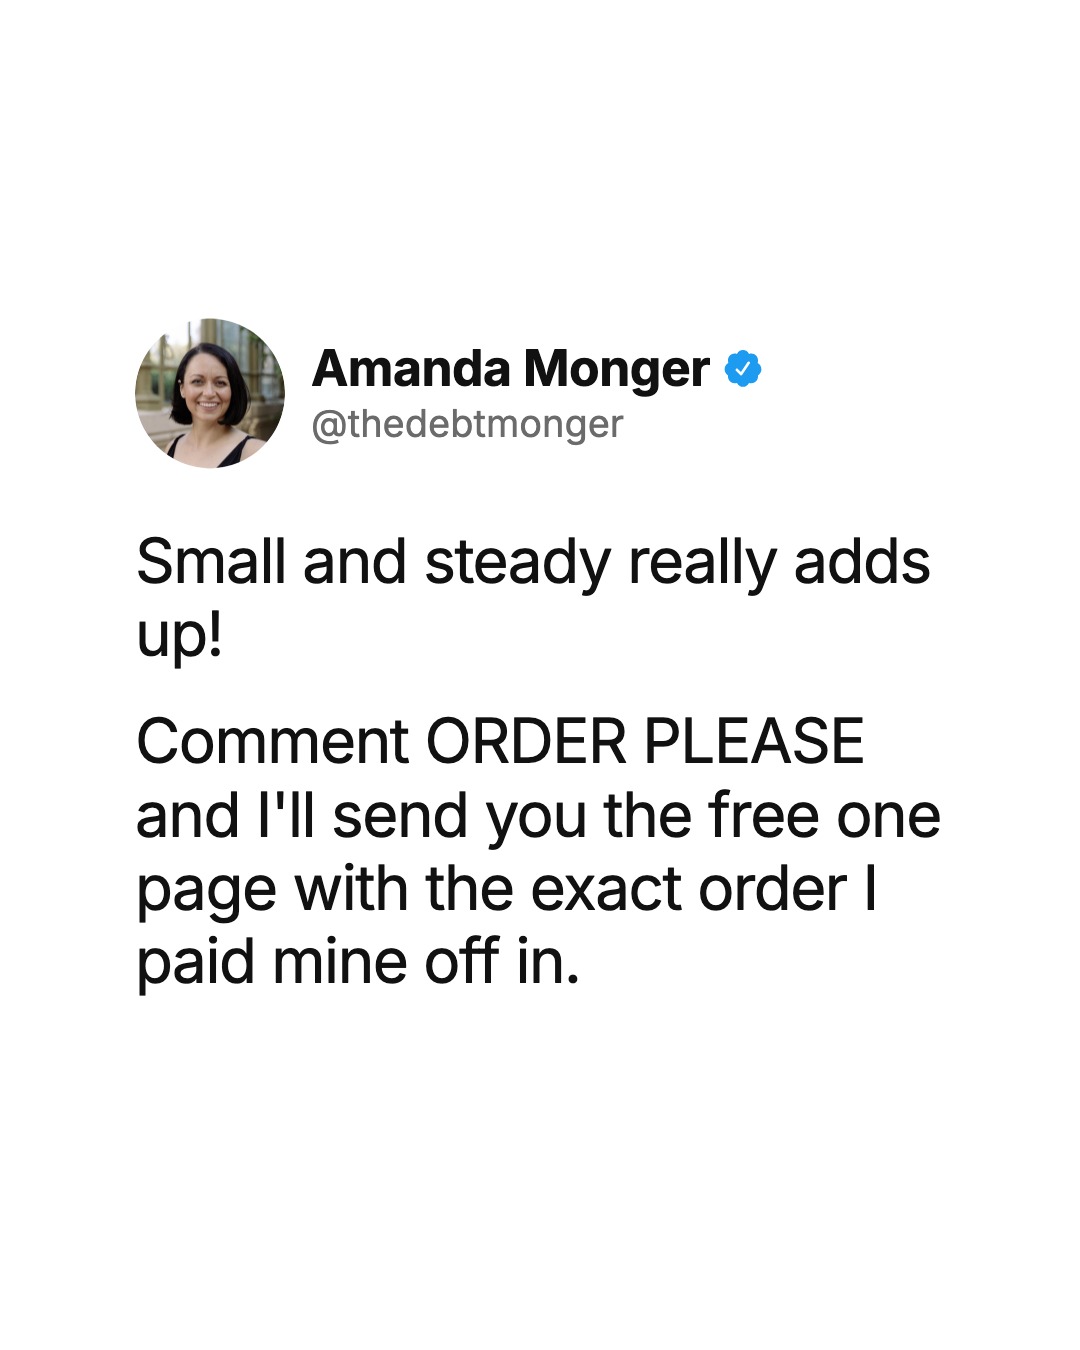 Amanda Monger
@thedebtmonger
Small and steady really adds
up!
Comment ORDER PLEASE
and I'll send you the free one
page with the exact order I
paid mine off in.